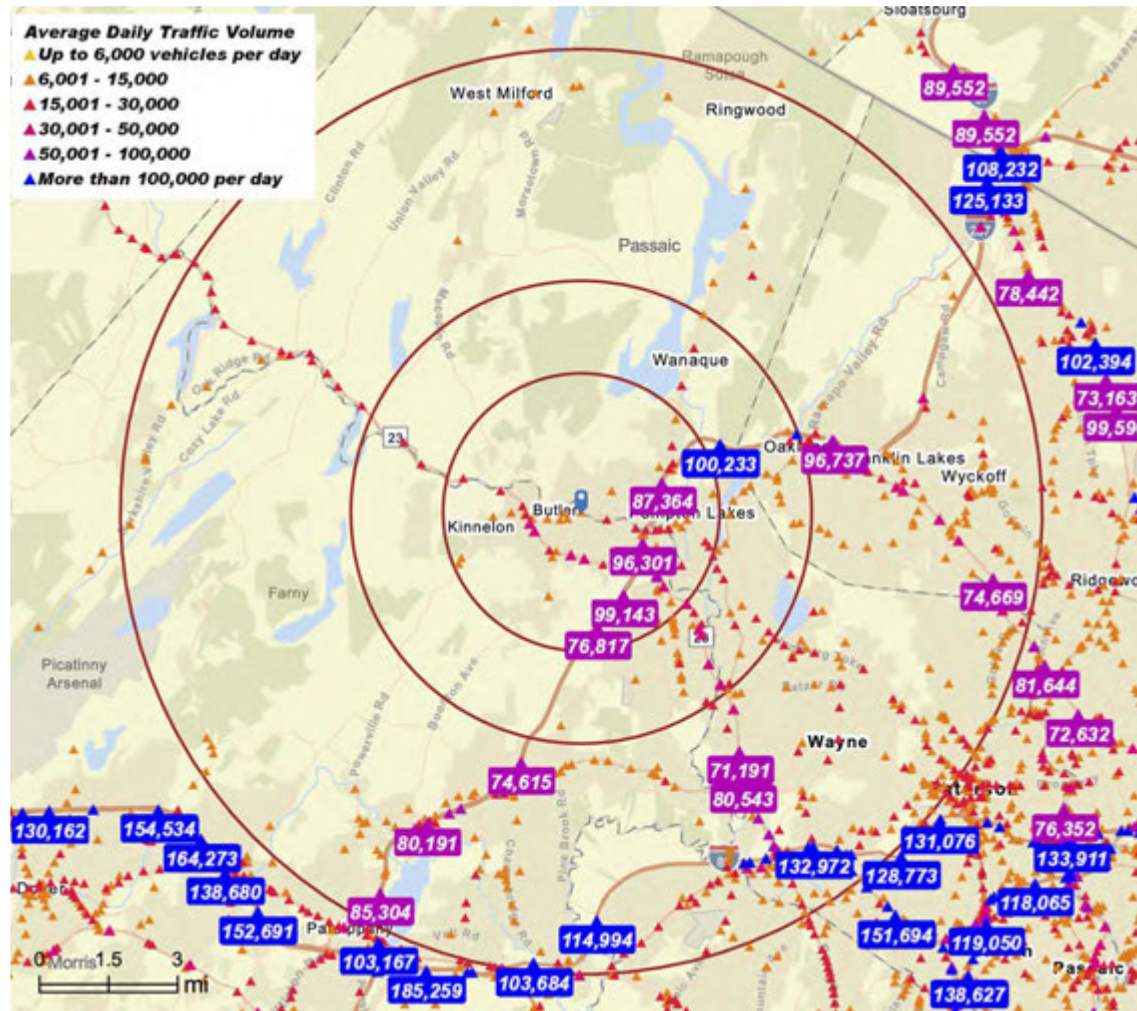 Average Daily Traffic Volume
Up to 6,000 vehicles per day
6,001 - 15,000
15,001 - 30,000
30,001 - 50,000
50,001 - 100,000
More than 100,000 per day
Sloatsburg
Ramapough
89,552
West Milford
Ringwood
89,552
108,232
125,133
Clinton Rd
Union Valley Rd
Passaic
78,442
Oak Ridge Rd
Campgaw Rd
Wanaque
Ramapo Valley Rd
102,394
73,163
Cozy Lake Rd
23
100,233
96,737
Wyckoff
87,364
Butler
Kinnelon
96,301
Farny
99,143
74,669
76,817
23
Picatinny
Arsenal
Boonton Ave
81,644
Powerville Rd
72,632
Wayne
71,191
74,615
80,543
130,162
154,534
80,191
Pine Brook Rd
131,076
76,352
164,273
132,972
133,911
138,680
128,773
118,065
85,304
152,691
114,994
151,694
119,050
103,167
0 1.5 3
Morris
mi
185,259
103,684
138,627